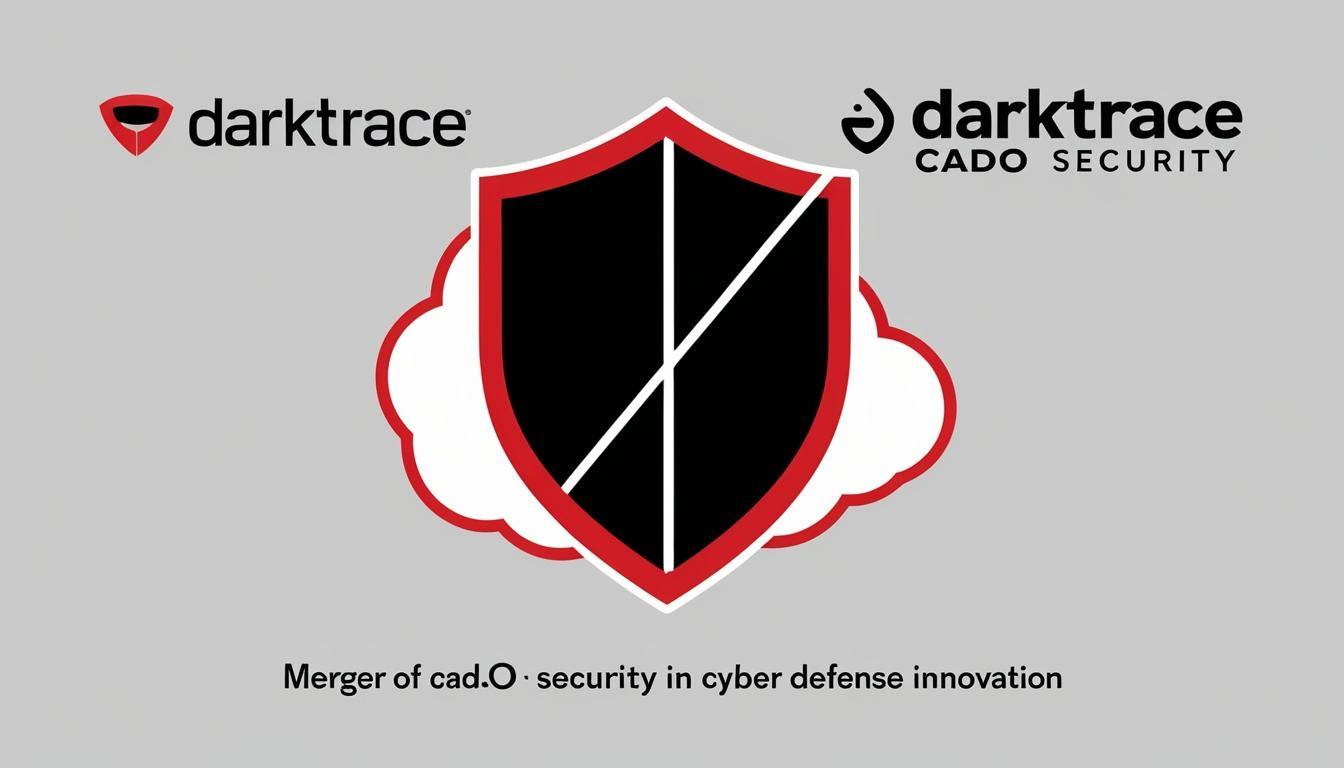 darktrace®
darktrace
CADO SECURITY
Merger of cad.O · security in cyber defense innovation